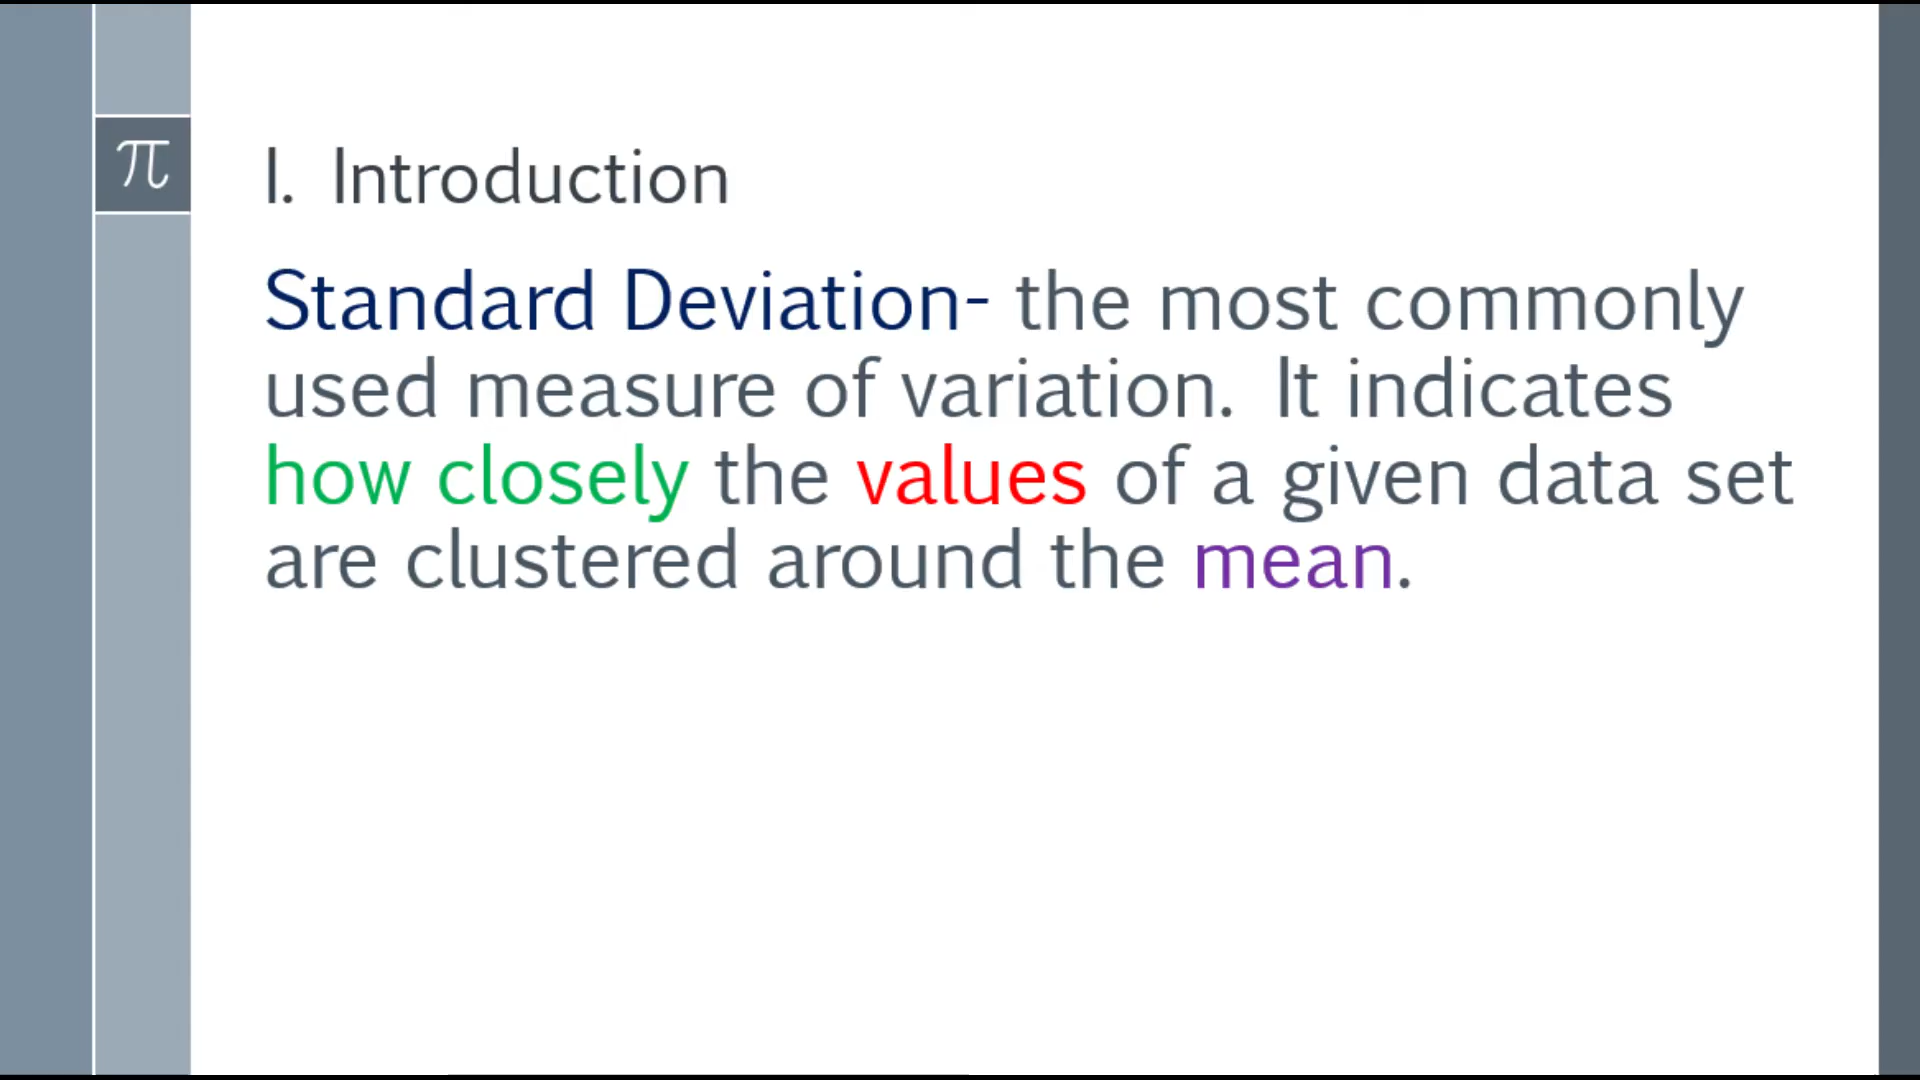 π
I. Introduction
Standard Deviation- the most commonly
used measure of variation. It indicates
how closely the values of a given data set
are clustered around the mean.